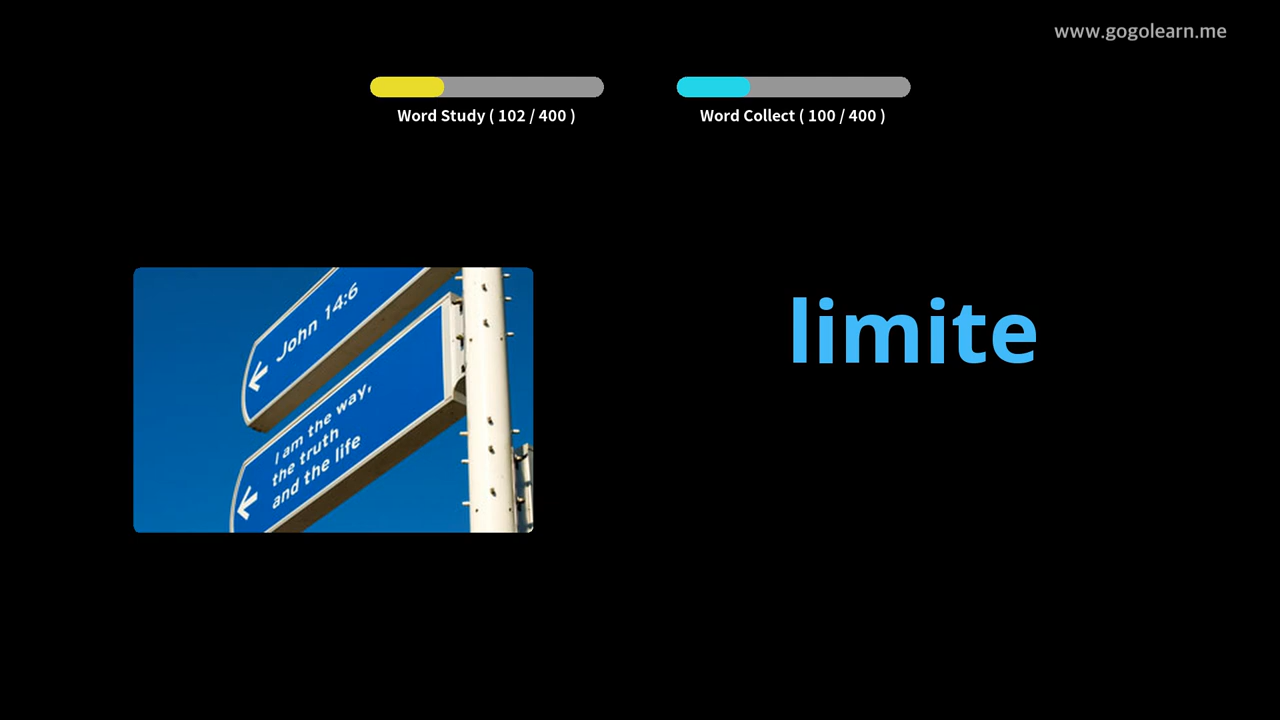 www.gogolearn.me
Word Study ( 102 / 400 )
Word Collect ( 100 / 400 )
John 14:6
I am the way,
the truth
and the life
limite